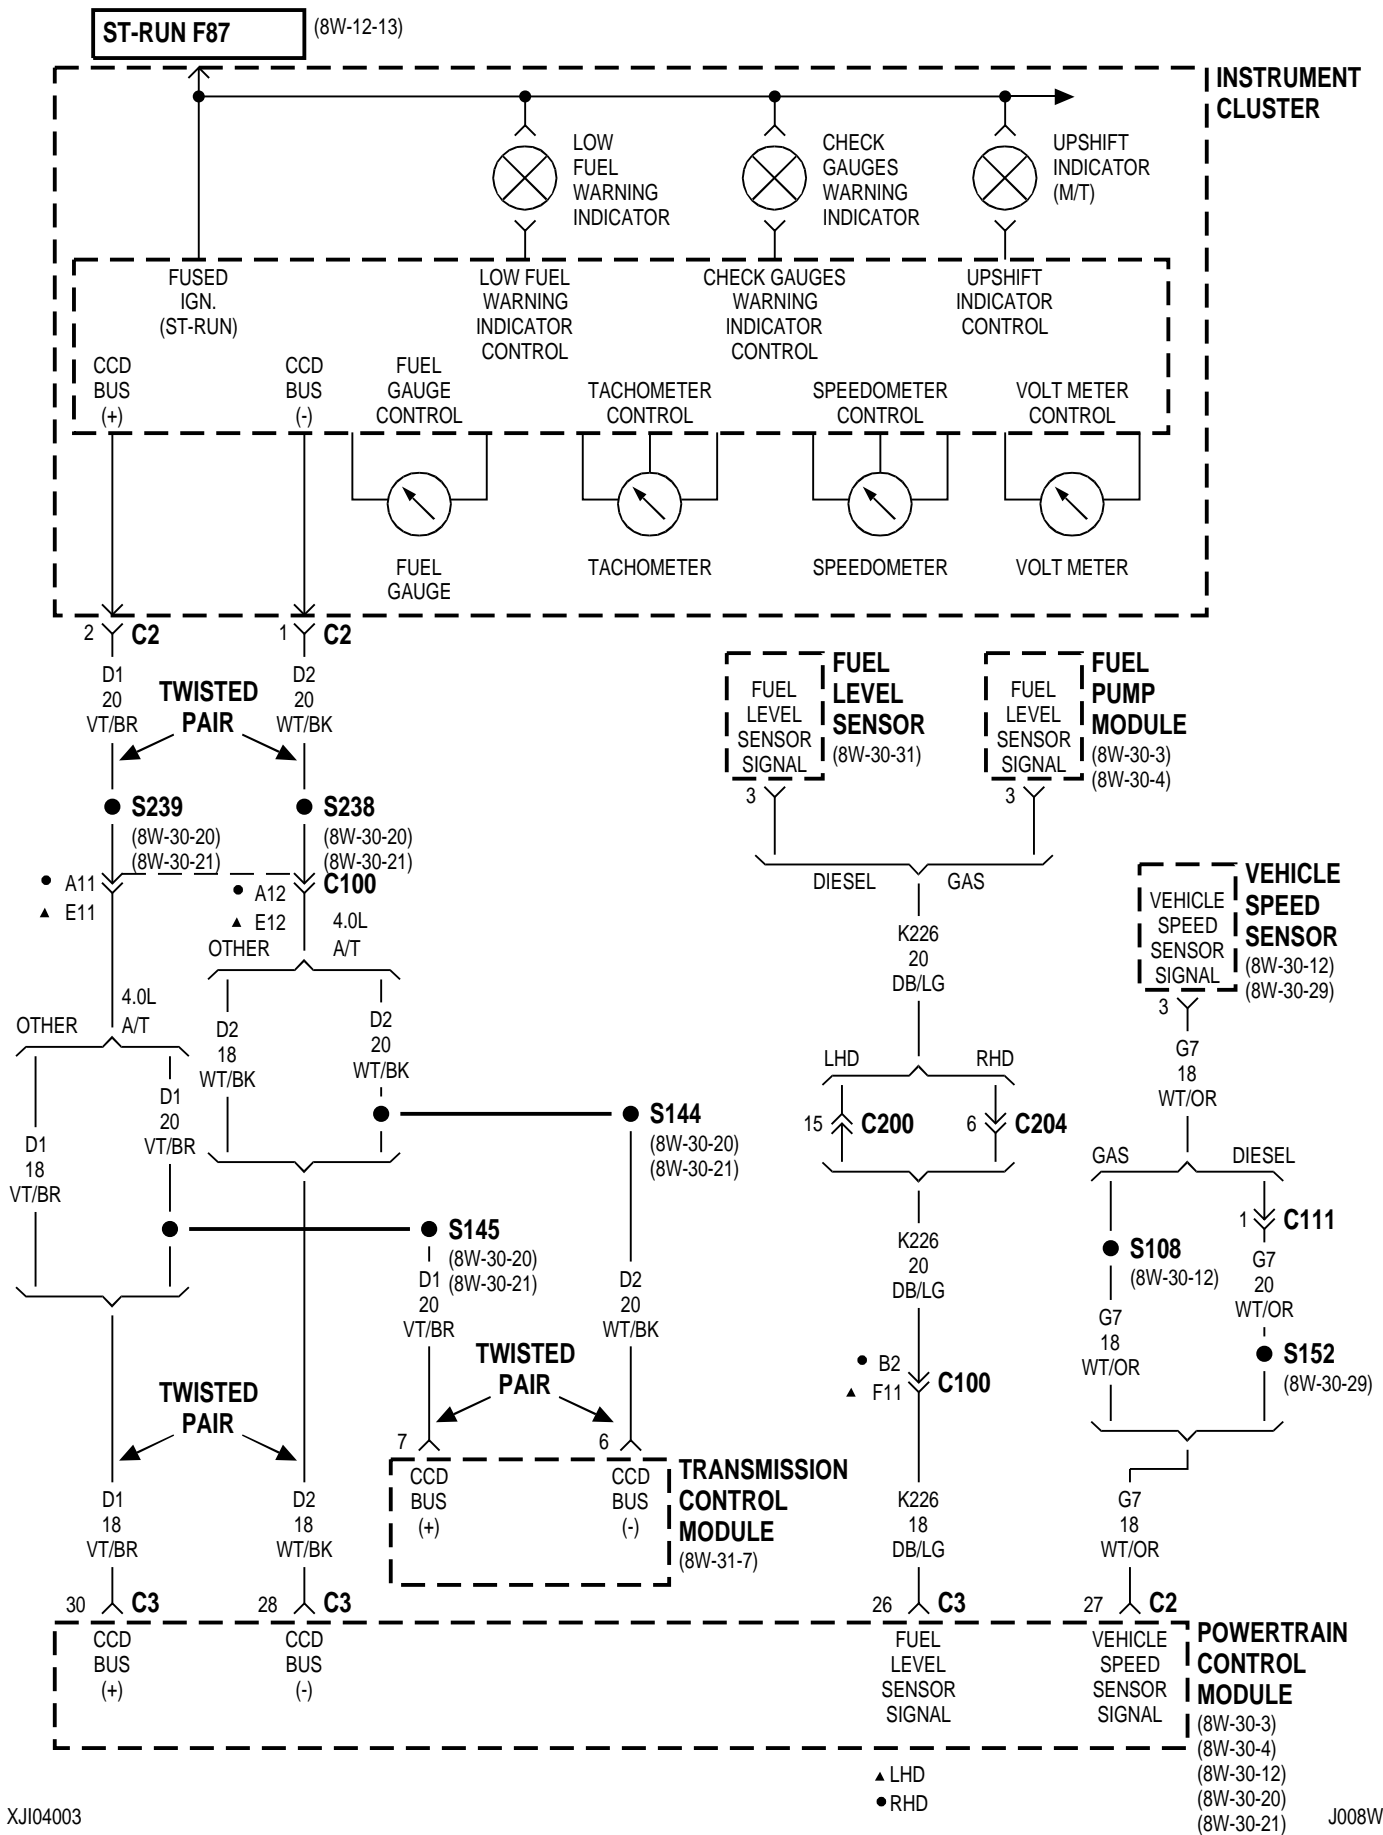 ST-RUN F87
(8W-12-13)
INSTRUMENT
CLUSTER
LOW
FUEL
WARNING
INDICATOR
CHECK
GAUGES
WARNING
INDICATOR
UPSHIFT
INDICATOR
(M/T)
FUSED
IGN.
(ST-RUN)
LOW FUEL
WARNING
INDICATOR
CONTROL
CHECK GAUGES
WARNING
INDICATOR
CONTROL
UPSHIFT
INDICATOR
CONTROL
CCD
BUS
(+)
CCD
BUS
(-)
FUEL
GAUGE
CONTROL
TACHOMETER
CONTROL
SPEEDOMETER
CONTROL
VOLT METER
CONTROL
FUEL
GAUGE
TACHOMETER
SPEEDOMETER
VOLT METER
2 C2
1 C2
D1
20
VT/BR
TWISTED
PAIR
D2
20
WT/BK
S239
(8W-30-20)
(8W-30-21)
S238
(8W-30-20)
(8W-30-21)
● A11
▲ E11
● A12
▲ E12
C100
FUEL
LEVEL
SENSOR
SIGNAL
FUEL
LEVEL
SENSOR
(8W-30-31)
3
FUEL
LEVEL
SENSOR
SIGNAL
FUEL
PUMP
MODULE
(8W-30-3)
(8W-30-4)
3
DIESEL
GAS
VEHICLE
SPEED
SENSOR
SIGNAL
VEHICLE
SPEED
SENSOR
(8W-30-12)
(8W-30-29)
3
OTHER
4.0L
A/T
OTHER
4.0L
A/T
D2
18
WT/BK
D2
20
WT/BK
D1
18
VT/BR
D1
20
VT/BR
K226
20
DB/LG
LHD
RHD
15 C200
6 C204
G7
18
WT/OR
GAS
DIESEL
S144
(8W-30-20)
(8W-30-21)
S145
(8W-30-20)
(8W-30-21)
D1
20
VT/BR
D2
20
WT/BK
K226
20
DB/LG
S108
(8W-30-12)
1 C111
G7
20
WT/OR
G7
18
WT/OR
S152
(8W-30-29)
TWISTED
PAIR
TWISTED
PAIR
● B2
▲ F11
C100
7
6
CCD
BUS
(+)
CCD
BUS
(-)
TRANSMISSION
CONTROL
MODULE
(8W-31-7)
D1
18
VT/BR
D2
18
WT/BK
K226
18
DB/LG
G7
18
WT/OR
30 C3
28 C3
26 C3
27 C2
CCD
BUS
(+)
CCD
BUS
(-)
FUEL
LEVEL
SENSOR
SIGNAL
VEHICLE
SPEED
SENSOR
SIGNAL
POWERTRAIN
CONTROL
MODULE
(8W-30-3)
(8W-30-4)
(8W-30-12)
(8W-30-20)
(8W-30-21)
▲ LHD
● RHD
XJI04003
J008W